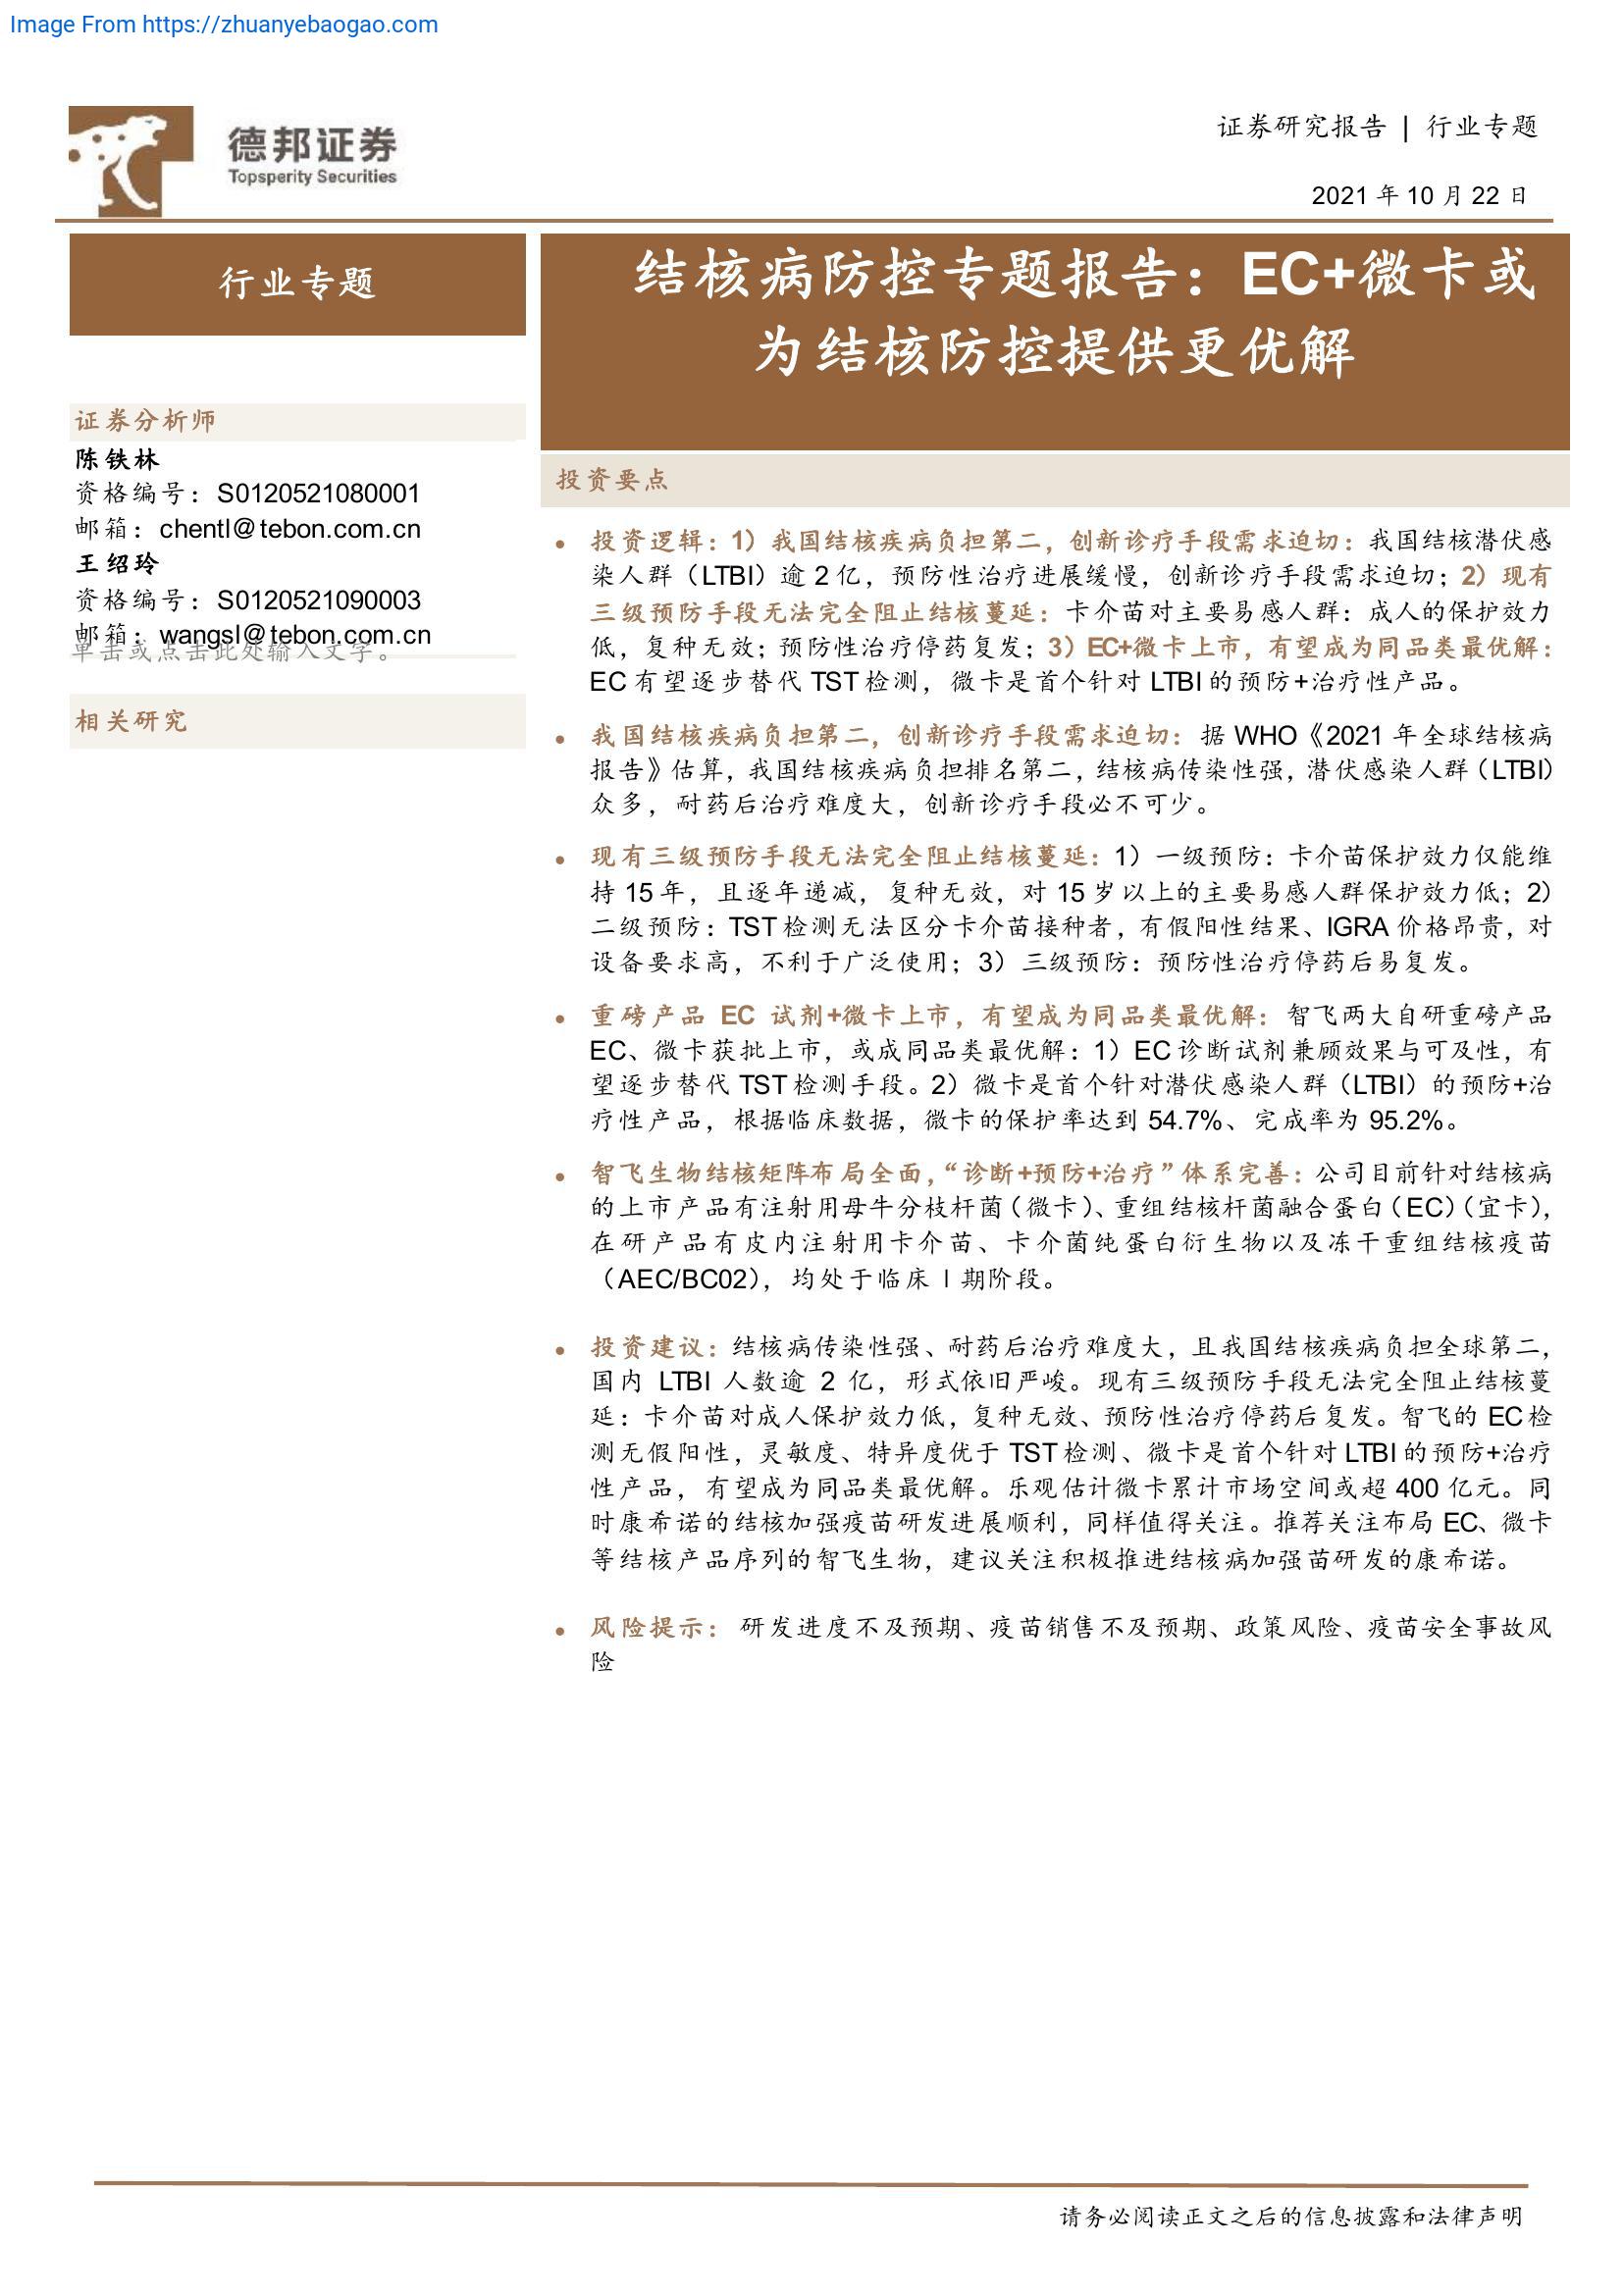 Image From https://zhuanyebaogao.com
德邦证券
Topsperity Securities
证券研究报告 | 行业专题
2021 年 10 月 22 日
行业专题
结核病防控专题报告：EC+微卡或
为结核防控提供更优解
证券分析师
陈铁林
资格编号：S0120521080001
邮箱：chentl@tebon.com.cn
王绍玲
资格编号：S0120521090003
邮箱：wangsl@tebon.com.cn
单击或点击此处输入文字。
相关研究
投资要点
• 投资逻辑：1）我国结核疾病负担第二，创新诊疗手段需求迫切：我国结核潜伏感
染人群（LTBI）逾 2 亿，预防性治疗进展缓慢，创新诊疗手段需求迫切；2）现有
三级预防手段无法完全阻止结核蔓延：卡介苗对主要易感人群：成人的保护效力
低，复种无效；预防性治疗停药复发；3）EC+微卡上市，有望成为同品类最优解：
EC 有望逐步替代 TST 检测，微卡是首个针对 LTBI 的预防+治疗性产品。
• 我国结核疾病负担第二，创新诊疗手段需求迫切：据 WHO《2021 年全球结核病
报告》估算，我国结核疾病负担排名第二，结核病传染性强，潜伏感染人群（LTBI）
众多，耐药后治疗难度大，创新诊疗手段必不可少。
• 现有三级预防手段无法完全阻止结核蔓延：1）一级预防：卡介苗保护效力仅能维
持 15 年，且逐年递减，复种无效，对 15 岁以上的主要易感人群保护效力低；2）
二级预防：TST 检测无法区分卡介苗接种者，有假阳性结果、IGRA 价格昂贵，对
设备要求高，不利于广泛使用；3）三级预防：预防性治疗停药后易复发。
• 重磅产品 EC 试剂+微卡上市，有望成为同品类最优解：智飞两大自研重磅产品
EC、微卡获批上市，或成同品类最优解：1）EC 诊断试剂兼顾效果与可及性，有
望逐步替代 TST 检测手段。2）微卡是首个针对潜伏感染人群（LTBI）的预防+治
疗性产品，根据临床数据，微卡的保护率达到 54.7%、完成率为 95.2%。
• 智飞生物结核矩阵布局全面，“诊断+预防+治疗”体系完善：公司目前针对结核病
的上市产品有注射用母牛分枝杆菌（微卡）、重组结核杆菌融合蛋白（EC）（宜卡），
在研产品有皮内注射用卡介苗、卡介菌纯蛋白衍生物以及冻干重组结核疫苗
（AEC/BC02），均处于临床Ⅰ期阶段。
• 投资建议：结核病传染性强、耐药后治疗难度大，且我国结核疾病负担全球第二，
国内 LTBI 人数逾 2 亿，形式依旧严峻。现有三级预防手段无法完全阻止结核蔓
延：卡介苗对成人保护效力低，复种无效、预防性治疗停药后复发。智飞的 EC 检
测无假阳性，灵敏度、特异度优于 TST 检测、微卡是首个针对 LTBI 的预防+治疗
性产品，有望成为同品类最优解。乐观估计微卡累计市场空间或超 400 亿元。同
时康希诺的结核加强疫苗研发进展顺利，同样值得关注。推荐关注布局 EC、微卡
等结核产品序列的智飞生物，建议关注积极推进结核病加强苗研发的康希诺。
• 风险提示：研发进度不及预期、疫苗销售不及预期、政策风险、疫苗安全事故风
险
请务必阅读正文之后的信息披露和法律声明